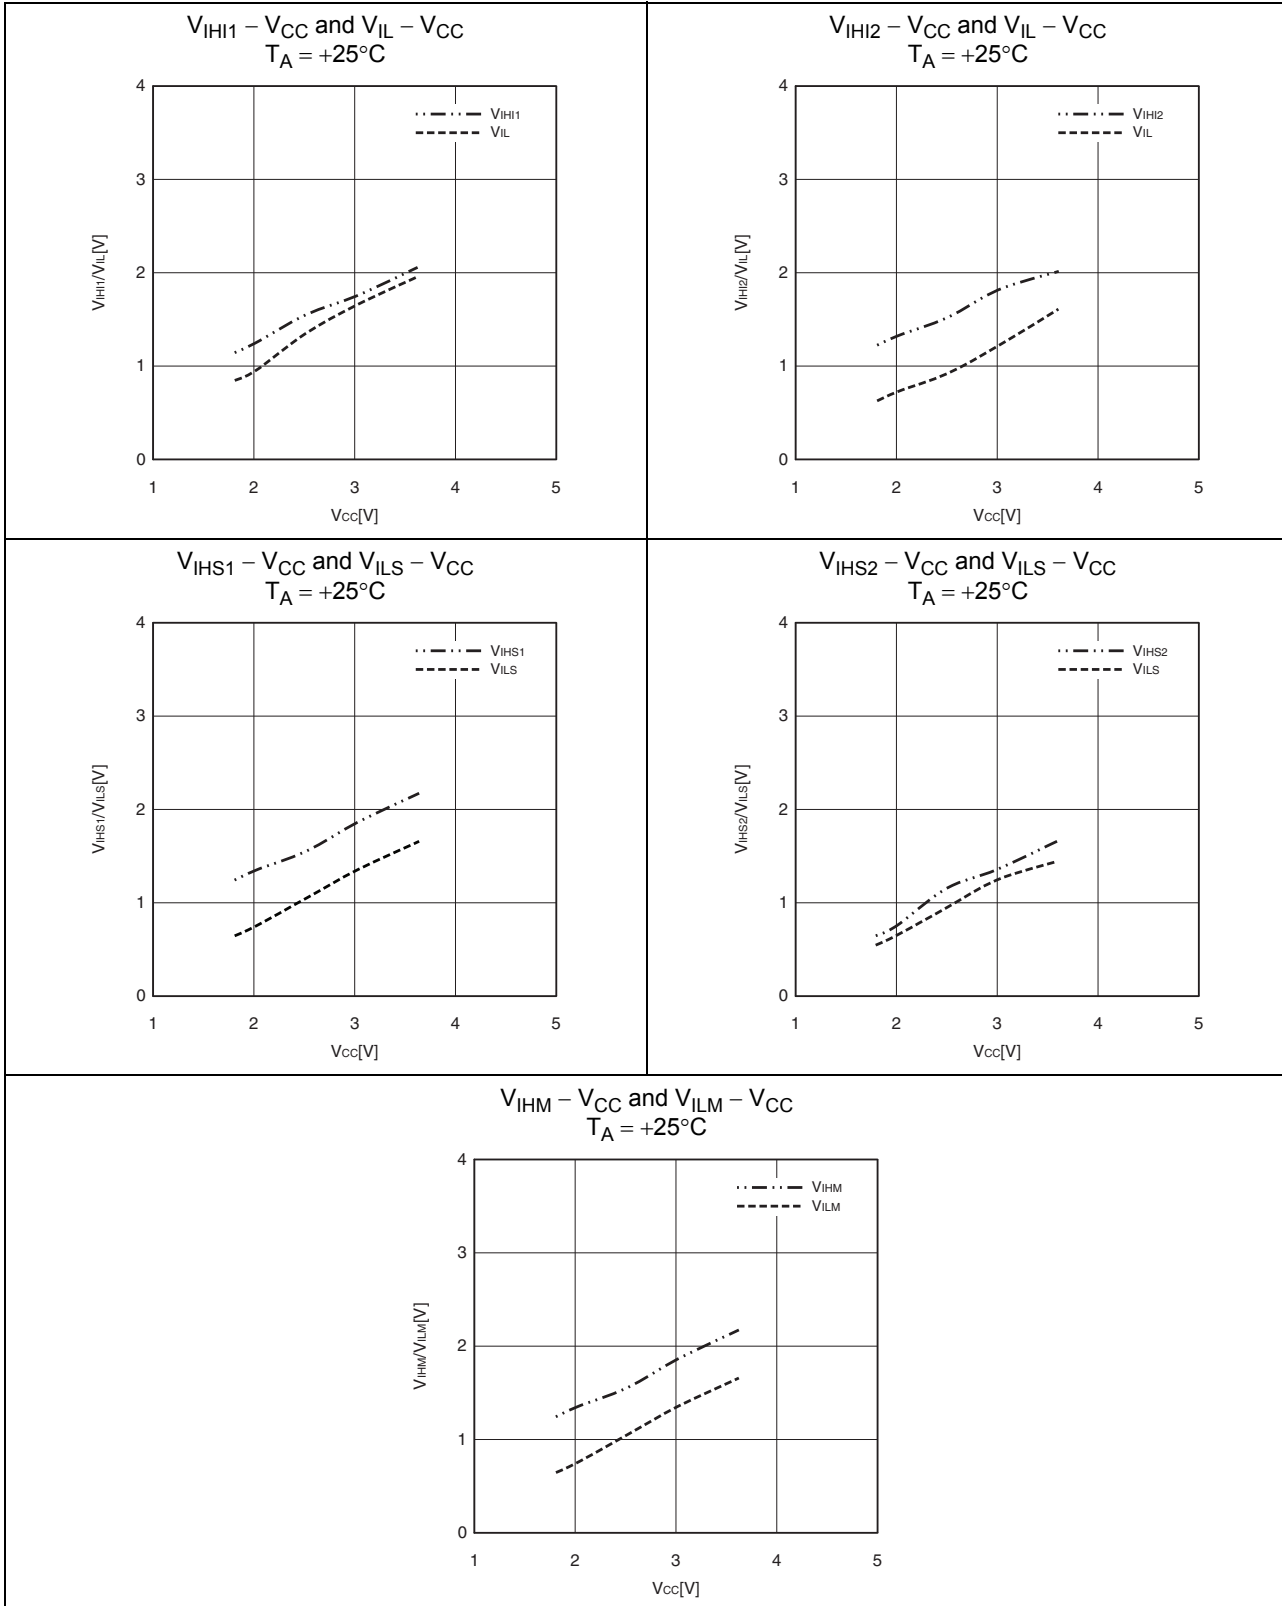 VIHI1 – VCC and VIL – VCC
TA = +25°C
4
3
2
1
0
VIHI1/VIL[V]
VIHI1
VIL
1 2 3 4 5
VCC[V]
VIHI2 – VCC and VIL – VCC
TA = +25°C
4
3
2
1
0
VIHI2/VIL[V]
VIHI2
VIL
1 2 3 4 5
VCC[V]
VIHS1 – VCC and VILS – VCC
TA = +25°C
4
3
2
1
0
VIHS1/VILS[V]
VIHS1
VILS
1 2 3 4 5
VCC[V]
VIHS2 – VCC and VILS – VCC
TA = +25°C
4
3
2
1
0
VIHS2/VILS[V]
VIHS2
VILS
1 2 3 4 5
VCC[V]
VIHM – VCC and VILM – VCC
TA = +25°C
4
3
2
1
0
VIHM/VILM[V]
VIHM
VILM
1 2 3 4 5
VCC[V]